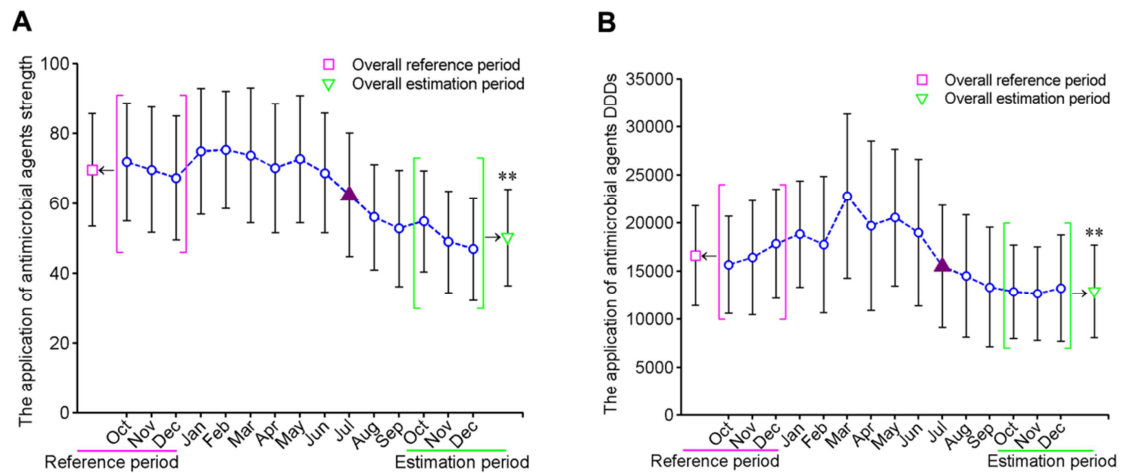 A
The application of antimicrobial agents strength
100
80
60
40
20
0
Overall reference period
Overall estimation period
**
Oct Nov Dec Jan Feb Mar Apr May Jun Jul Aug Sep Oct Nov Dec
Reference period
Estimation period
B
The application of antimicrobial agents DDDs
35000
30000
25000
20000
15000
10000
5000
0
Overall reference period
Overall estimation period
**
Oct Nov Dec Jan Feb Mar Apr May Jun Jul Aug Sep Oct Nov Dec
Reference period
Estimation period